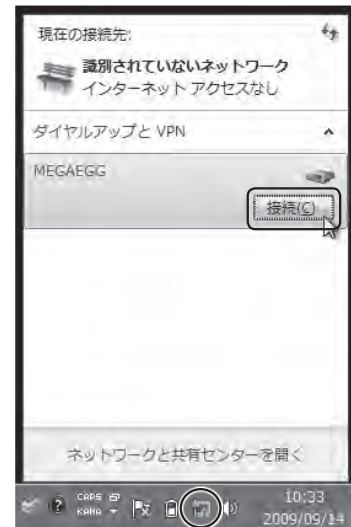 現在の接続先:
識別されていないネットワーク
インターネット アクセスなし
ダイヤルアップと VPN
MEGAEGG
接続(C)
ネットワークと共有センターを開く
CAPS
KANA
10:33
2009/09/14